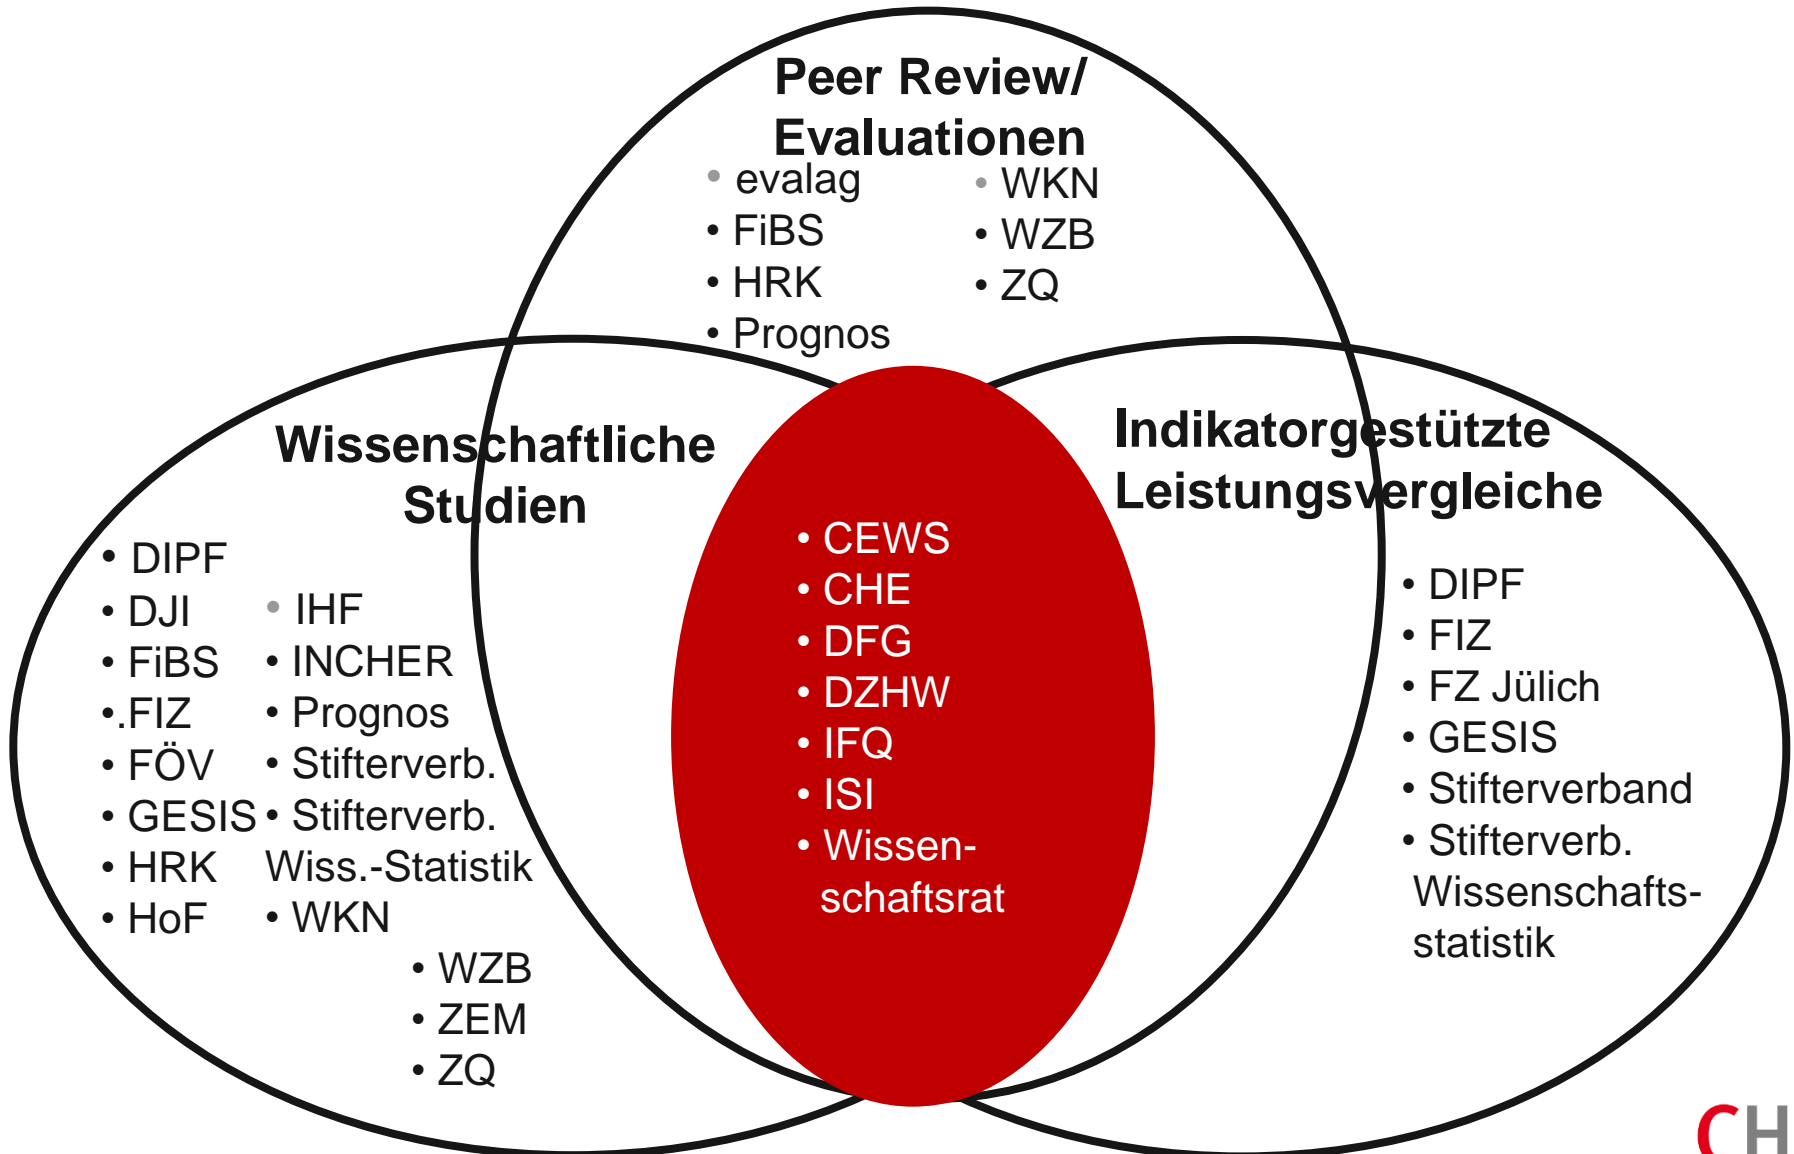 Peer Review/
Evaluationen
• evalag
• FiBS
• HRK
• Prognos
• WKN
• WZB
• ZQ
Wissenschaftliche
Studien
• DIPF
• DJI
• FiBS
•.FIZ
• FÖV
• GESIS
• HRK
• HoF
• IHF
• INCHER
• Prognos
• Stifterverb.
• Stifterverb.
Wiss.-Statistik
• WKN
• WZB
• ZEM
• ZQ
• CEWS
• CHE
• DFG
• DZHW
• IFQ
• ISI
• Wissen-
schaftsrat
Indikatorgestützte
Leistungsvergleiche
• DIPF
• FIZ
• FZ Jülich
• GESIS
• Stifterverband
• Stifterverb.
Wissenschafts-
statistik
CH